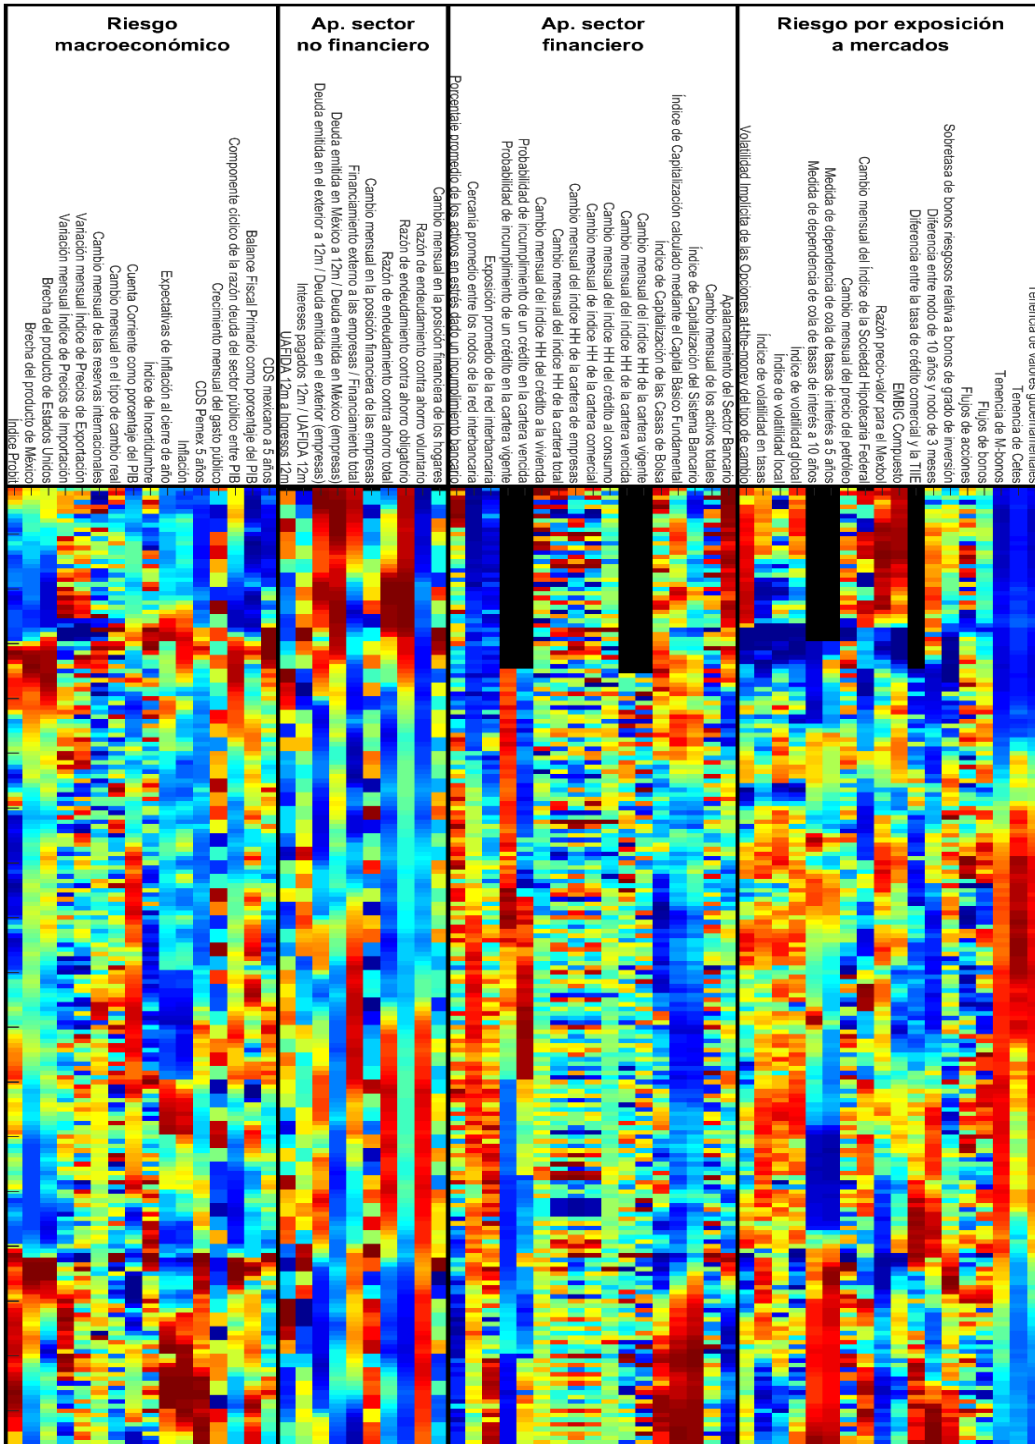 Riesgo
macroeconómico
Ap. sector
no financiero
Ap. sector
financiero
Riesgo por exposición
a mercados
Índice Probit
Brecha del producto de México
Brecha del producto de Estados Unidos
Variación mensual Índice de Precios de Importación
Variación mensual Índice de Precios de Exportación
Cambio mensual de las reservas internacionales
Cambio mensual en el tipo de cambio real
Cuenta Corriente como porcentaje del PIB
Índice de Incertidumbre
Expectativas de Inflación al cierre de año
Inflación
CDS Pemex 5 años
Crecimiento mensual del gasto público
Componente cíclico de la razón deuda del sector público entre PIB
Balance Fiscal Primario como porcentaje del PIB
CDS mexicano a 5 años
UAFIDA 12m a Ingresos 12m
Intereses pagados 12m / UAFIDA 12m
Deuda emitida en el exterior a 12m / Deuda emitida en el exterior (empresas)
Deuda emitida en México a 12m / Deuda emitida en México (empresas)
Financiamiento externo a las empresas / Financiamiento total
Cambio mensual en la posición financiera de las empresas
Razón de endeudamiento contra ahorro total
Razón de endeudamiento contra ahorro obligatorio
Razón de endeudamiento contra ahorro voluntario
Cambio mensual en la posición financiera de los hogares
Porcentaje promedio de los activos en estrés dado un incumplimiento bancario
Cercanía promedio entre los nodos de la red interbancaria
Exposición promedio de la red interbancaria
Probabilidad de incumplimiento de un crédito en la cartera vigente
Probabilidad de incumplimiento de un crédito en la cartera vencida
Cambio mensual del índice HH del crédito a la vivienda
Cambio mensual del índice HH de la cartera total
Cambio mensual del índice HH de la cartera de empresas
Cambio mensual de índice HH de la cartera comercial
Cambio mensual del índice HH del crédito al consumo
Cambio mensual del índice HH de la cartera vencida
Cambio mensual del índice HH de la cartera vigente
Índice de Capitalización de las Casas de Bolsa
Índice de Capitalización calculado mediante el Capital Básico Fundamental
Índice de Capitalización del Sistema Bancario
Cambio mensual de los activos totales
Apalancamiento del Sector Bancario
Volatilidad Implícita de las Opciones at-the-money del tipo de cambio
Índice de volatilidad en tasas
Índice de volatilidad local
Índice de volatilidad global
Medida de dependencia de cola de tasas de interés a 10 años
Medida de dependencia de cola de tasas de interés a 5 años
Cambio mensual del precio del petróleo
Cambio mensual del Índice de la Sociedad Hipotecaria Federal
Razón precio-valor para el Mexbol
EMBIG Compuesto
Diferencia entre la tasa de crédito comercial y la TIIE
Diferencia entre nodo de 10 años y nodo de 3 meses
Sobretasa de bonos riesgosos relativa a bonos de grado de inversión
Flujos de acciones
Flujos de bonos
Tenencia de M-bonos
Tenencia de Cetes
Tenencia de valores gubernamentales